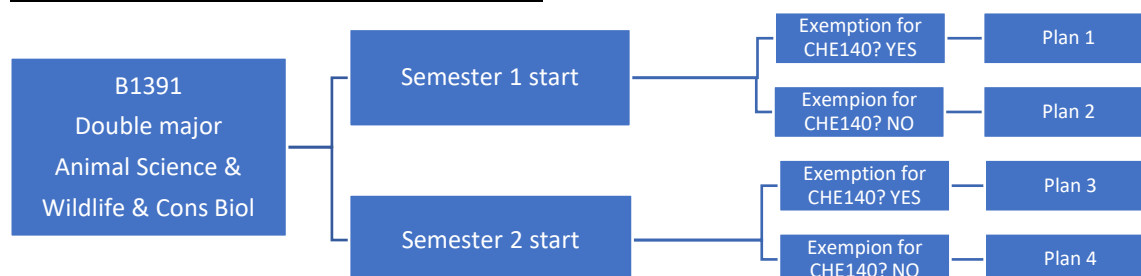 B1391
Double major
Animal Science &
Wildlife & Cons Biol
Semester 1 start
Exemption for
CHE140? YES
Plan 1
Exempion for
CHE140? NO
Plan 2
Semester 2 start
Exemption for
CHE140? YES
Plan 3
Exemption for
CHE140? NO
Plan 4